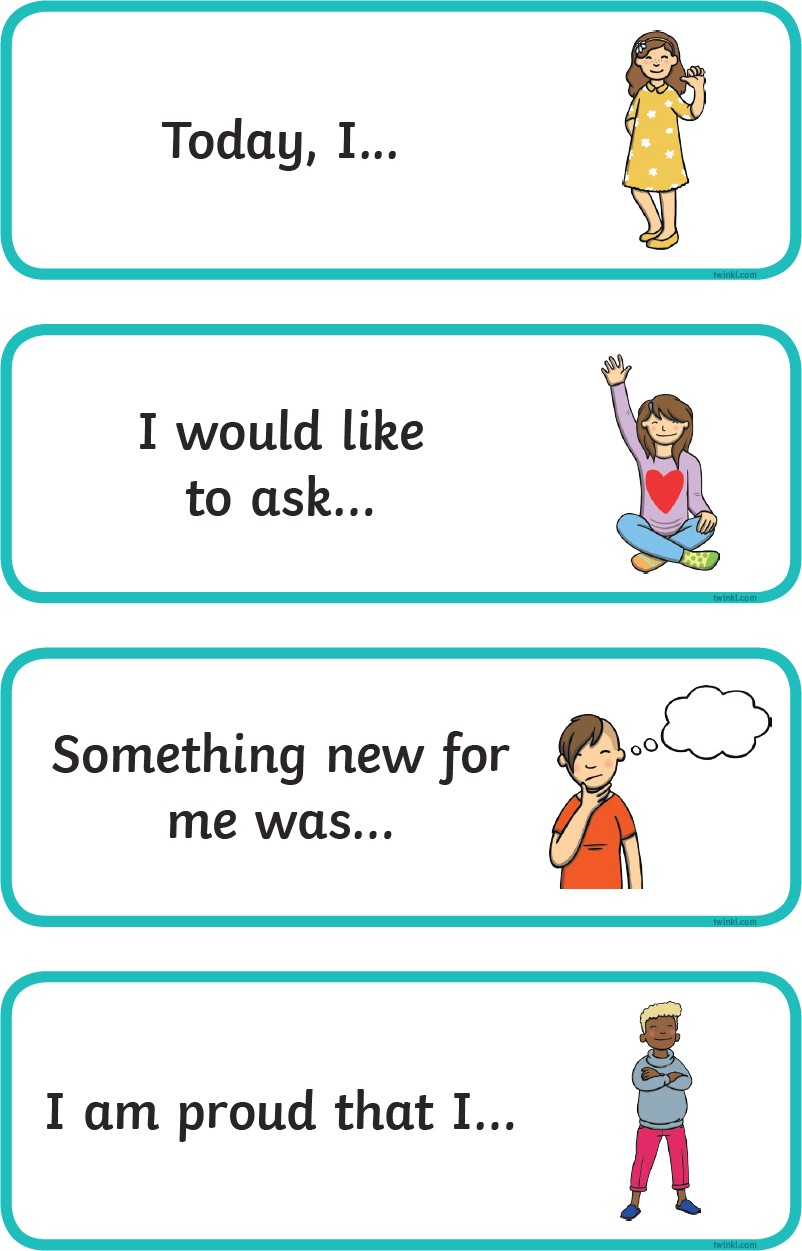 Today, I...
twinkl.com
I would like
to ask...
twinkl.com
Something new for
me was...
twinkl.com
I am proud that I...
twinkl.com